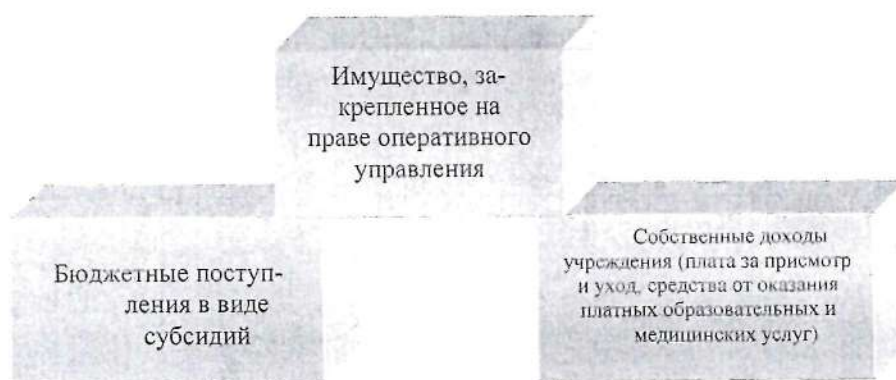 Имущество, за-
крепленное на
праве оперативного
управления
Бюджетные поступ-
ления в виде
субсидий
Собственные доходы
учреждения (плата за присмотр
и уход, средства от оказания
платных образовательных и
медицинских услуг)